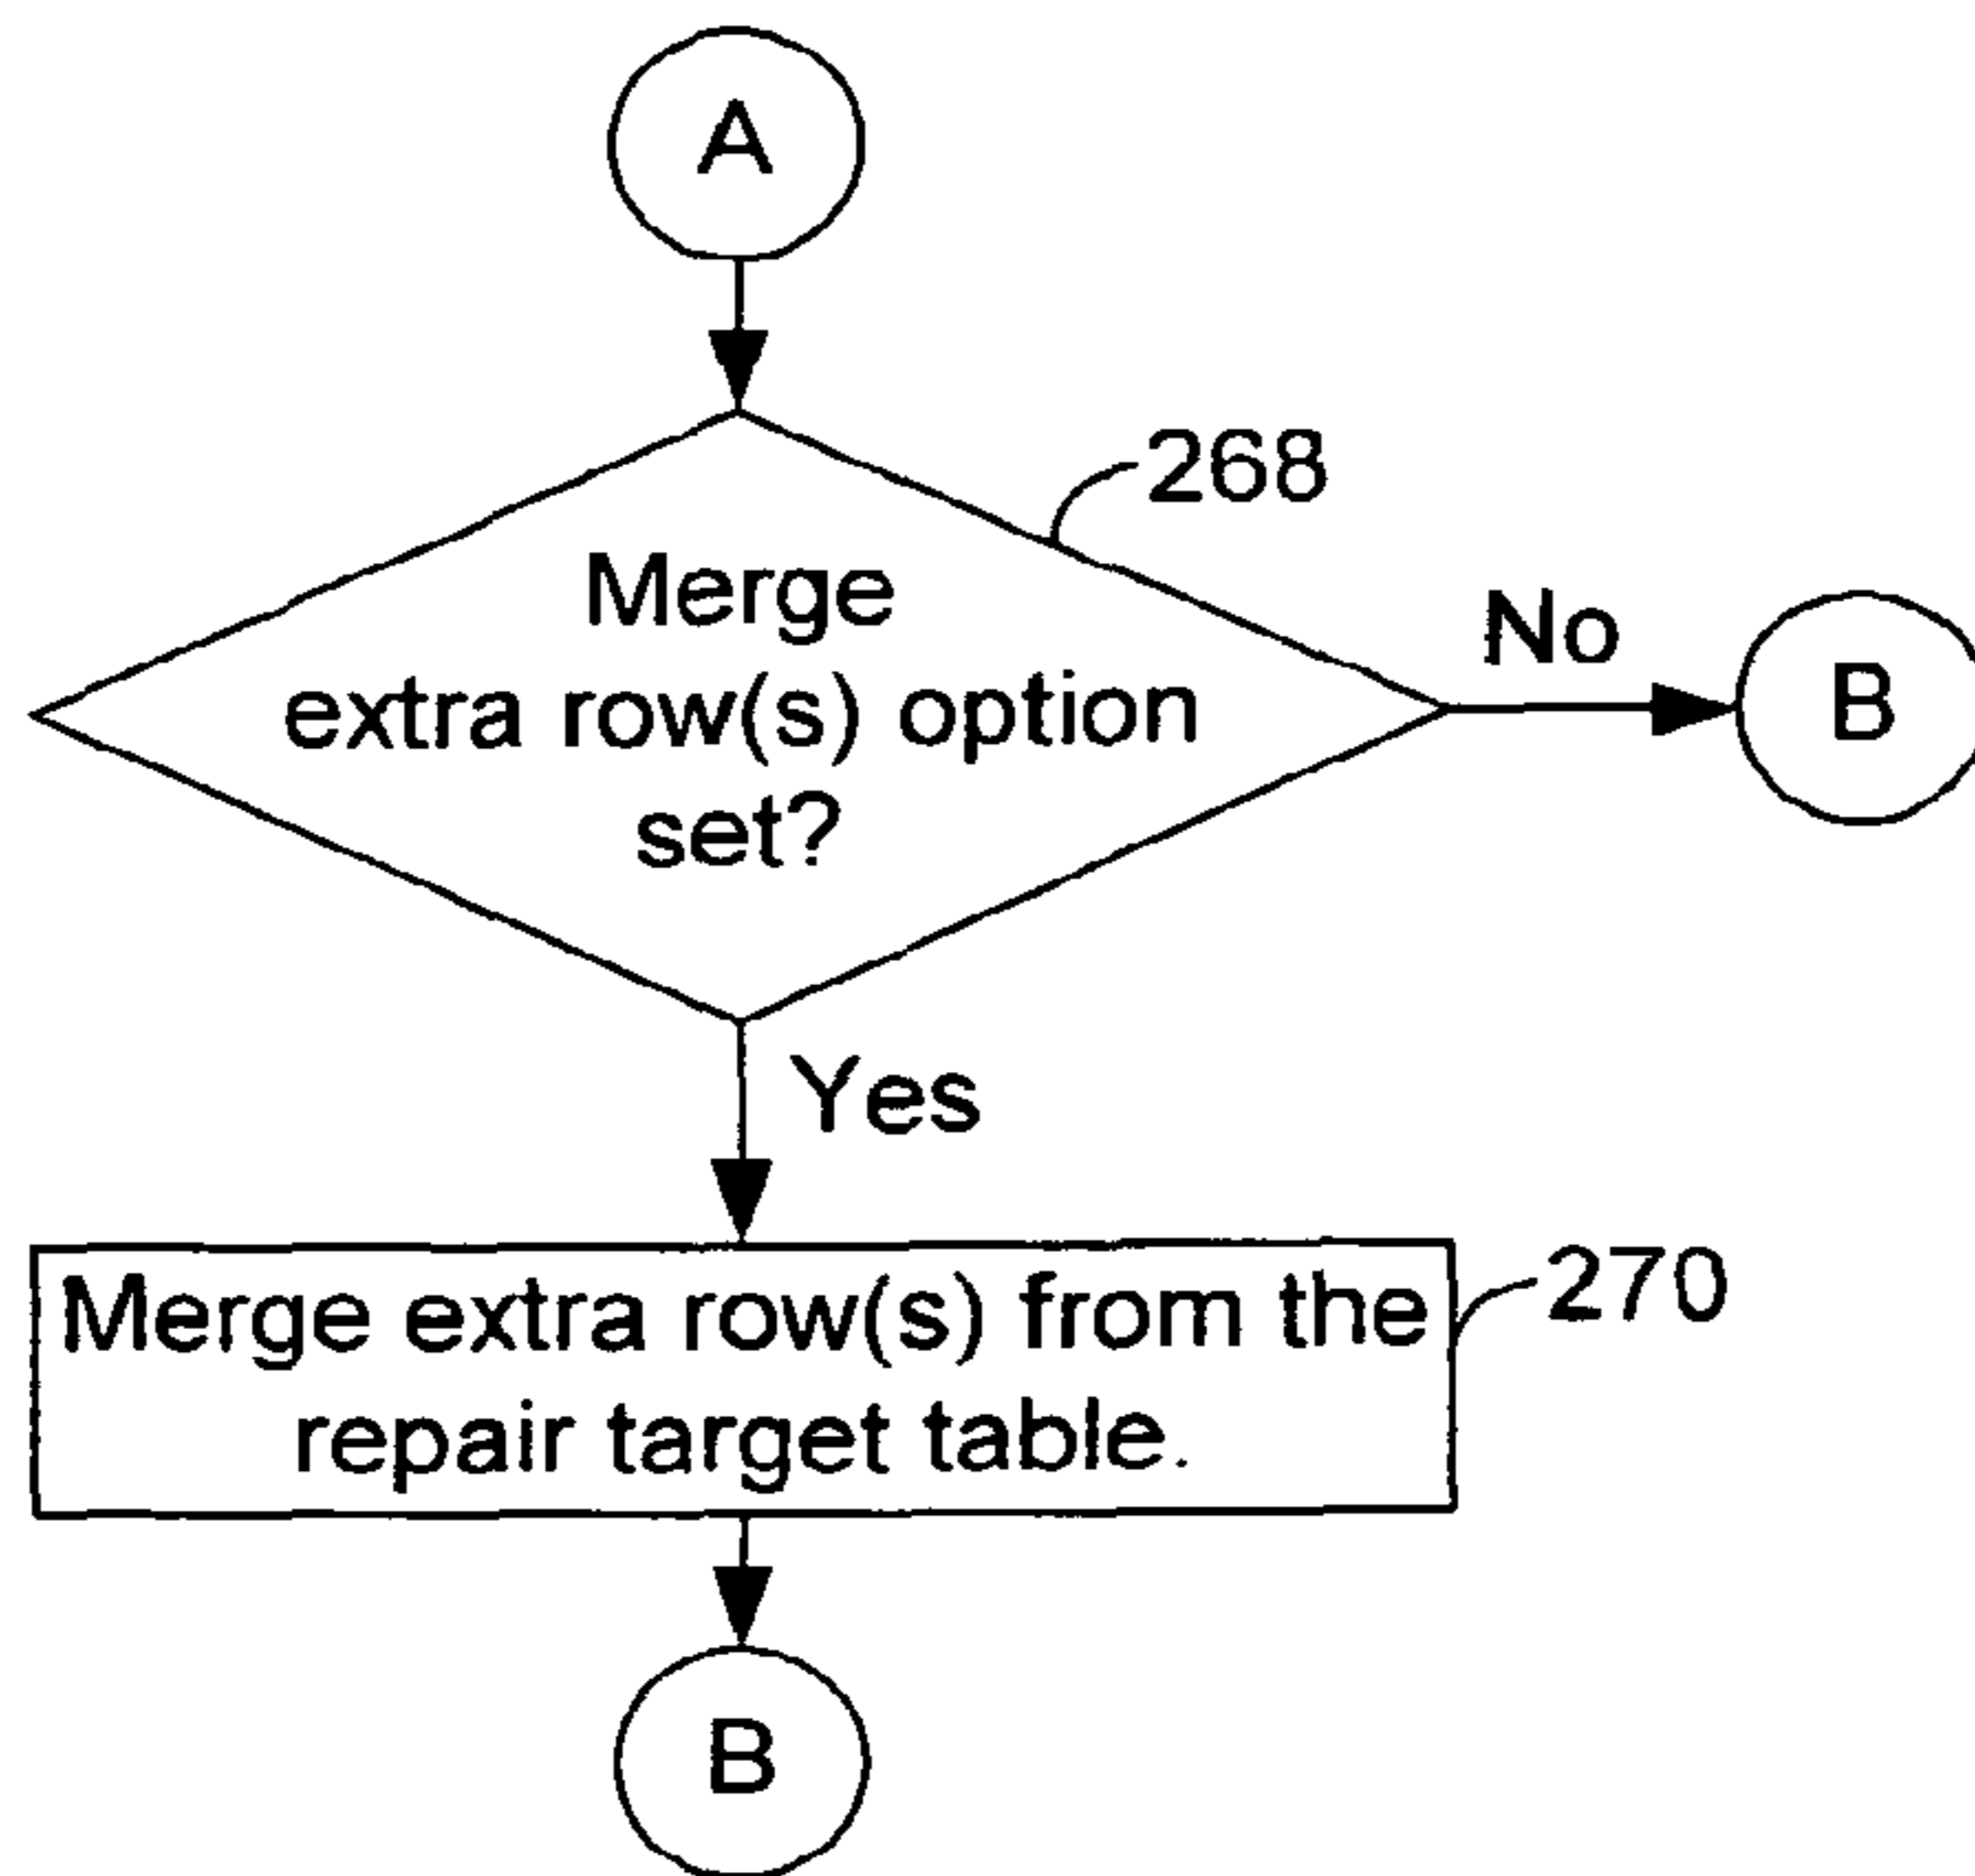 A
268
Merge
extra row(s) option
set?
No
B
Yes
Merge extra row(s) from the
repair target table.
270
B